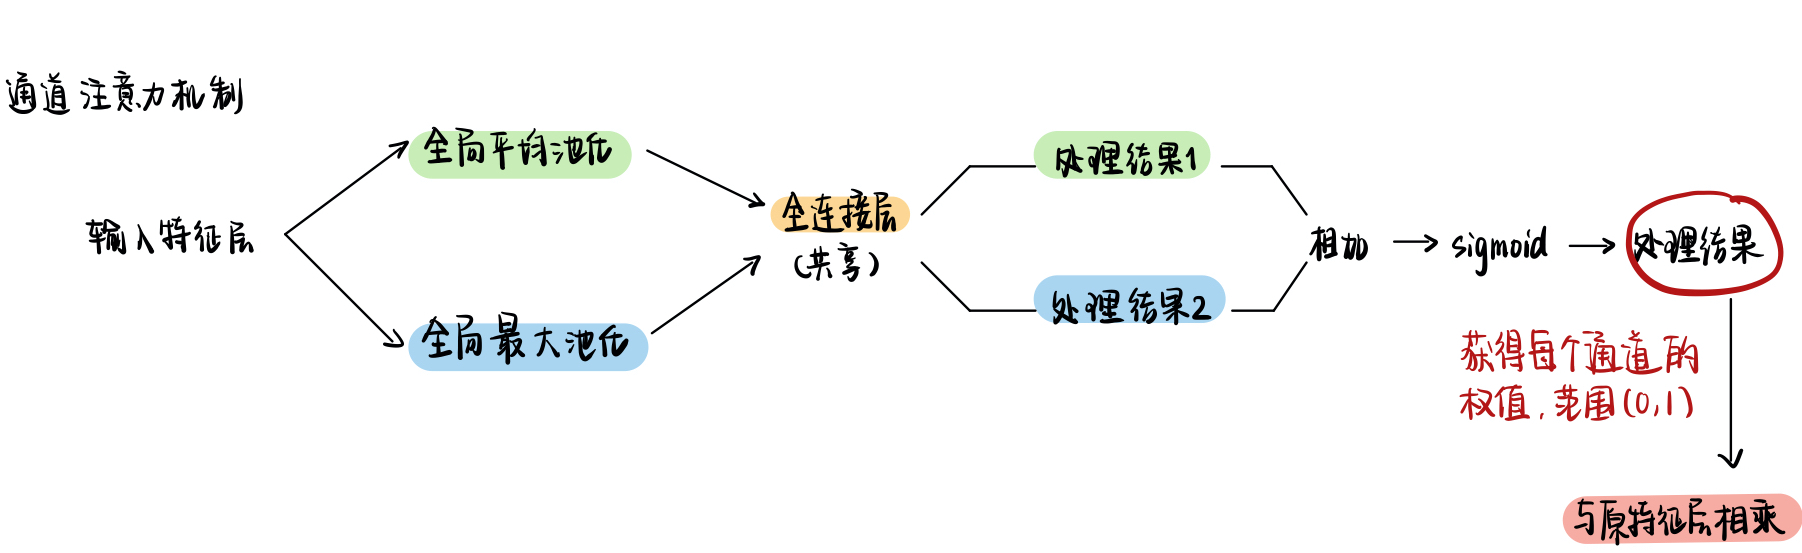 通道注意力机制
全局平均池化
输入特征层
全局最大池化
全连接层
(共享)
处理结果1
处理结果2
相加
sigmoid
处理结果
获得每个通道的
权值,范围(0,1)
与原特征层相乘